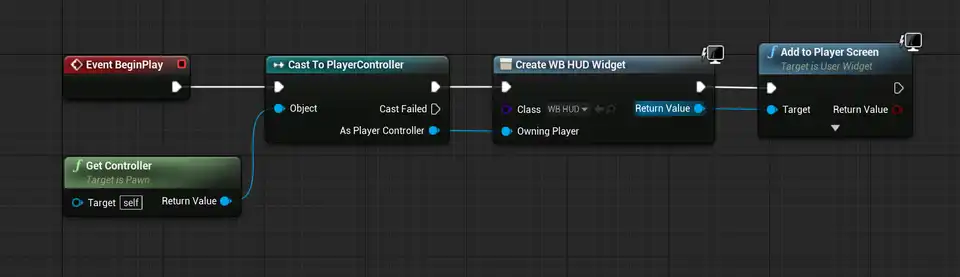 Event BeginPlay
Cast To PlayerController
Object
Cast Failed
As Player Controller
Create WB HUD Widget
Class WB HUD
Return Value
Owning Player
Add to Player Screen
Target is User Widget
Target
Return Value
Get Controller
Target is Pawn
Target self
Return Value